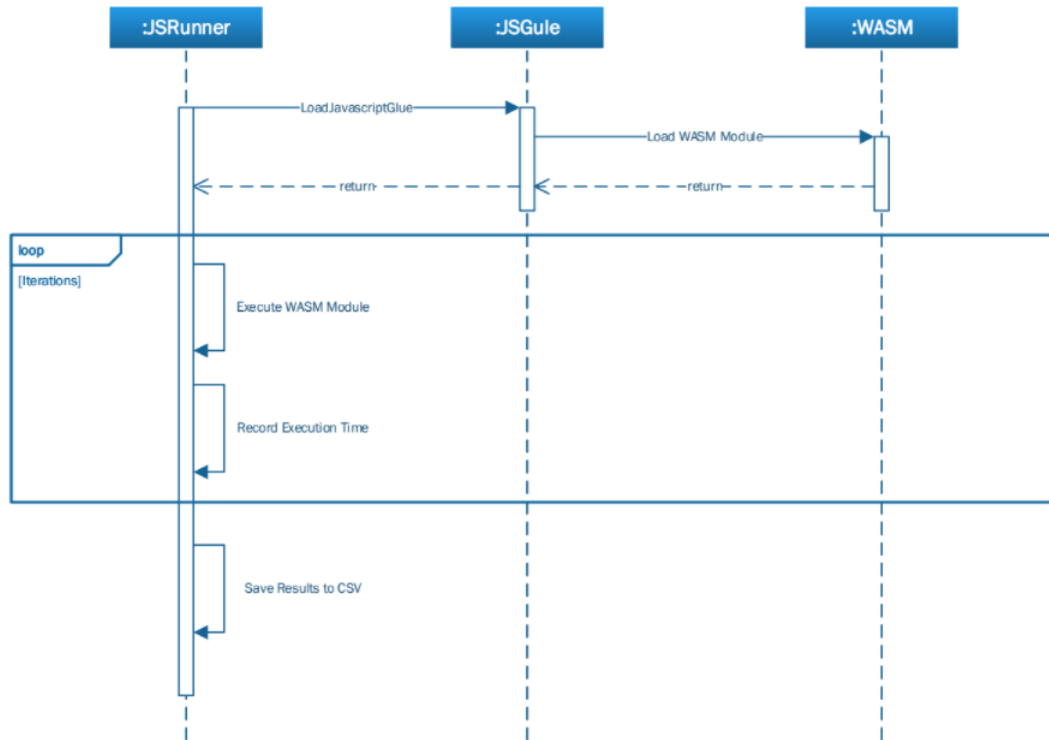 :JSRunner
:JSGule
:WASM
LoadJavascriptGlue
Load WASM Module
return
return
loop
[Iterations]
Execute WASM Module
Record Execution Time
Save Results to CSV